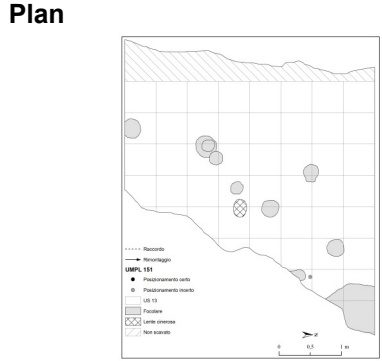 Plan
Raccordo
Rimontaggio
UMPL 151
Posizionamento certo
Posizionamento incerto
US 13
Focolare
Lente cinerosa
Non scavato
N
0 0,5 1 m